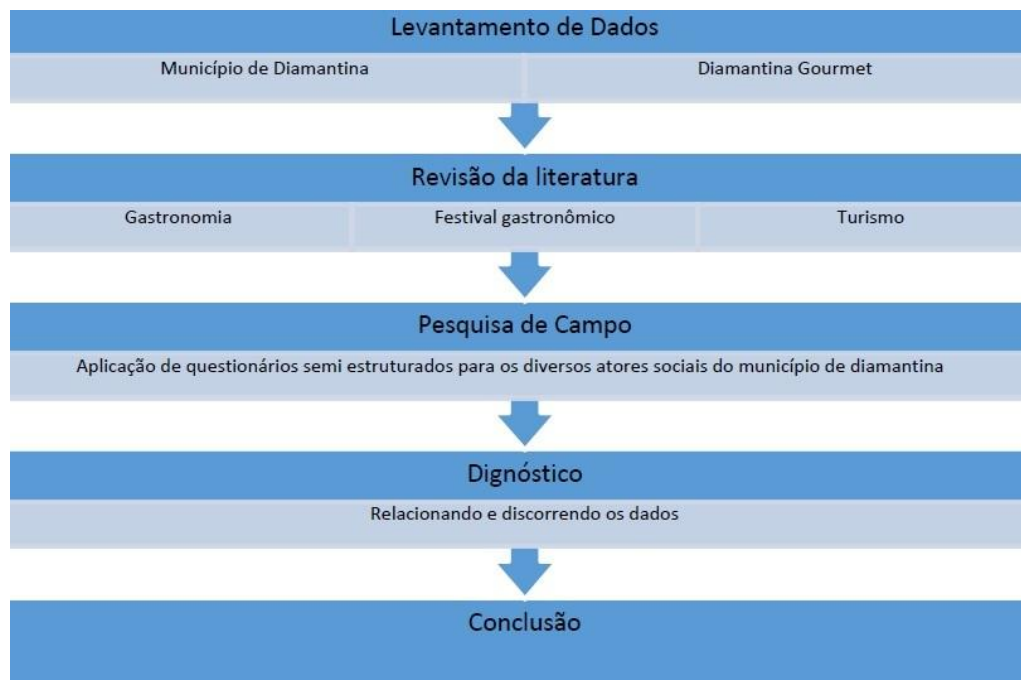 Levantamento de Dados
Município de Diamantina
Diamantina Gourmet
Revisão da literatura
Gastronomia
Festival gastronômico
Turismo
Pesquisa de Campo
Aplicação de questionários semi estruturados para os diversos atores sociais do município de diamantina
Dignóstico
Relacionando e discorrendo os dados
Conclusão